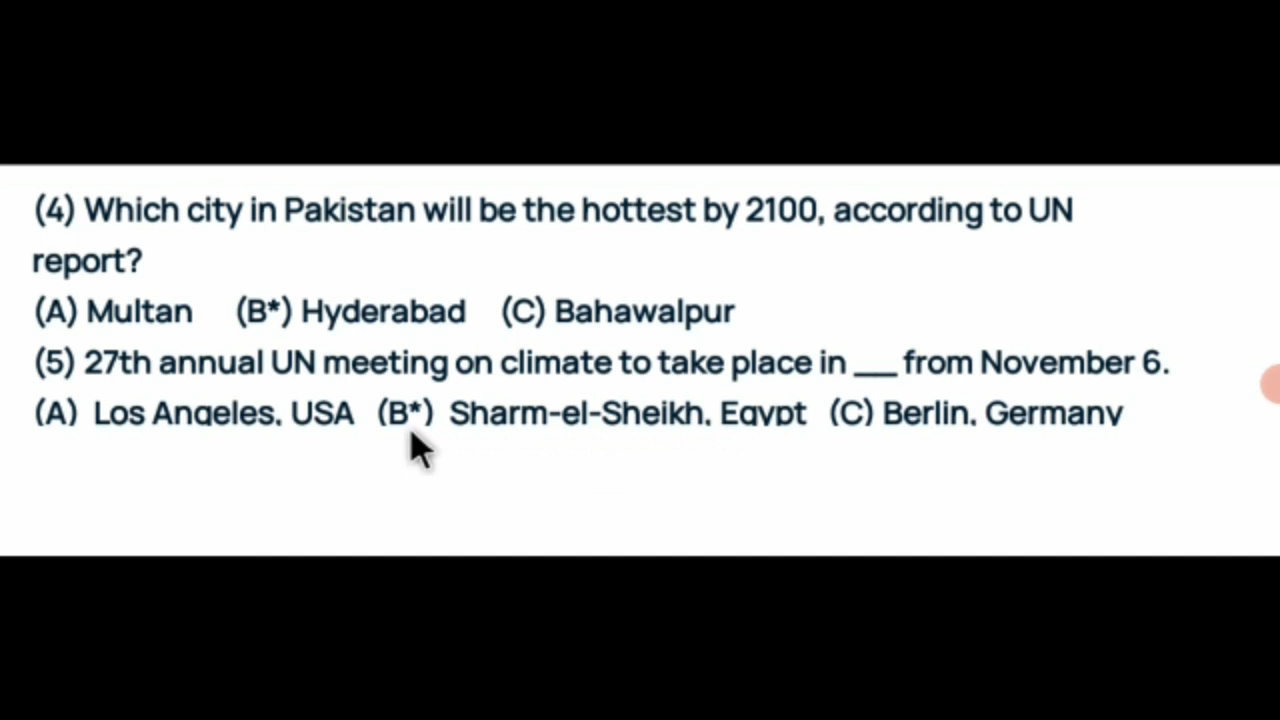 (4) Which city in Pakistan will be the hottest by 2100, according to UN
report?
(A) Multan (B*) Hyderabad (C) Bahawalpur
(5) 27th annual UN meeting on climate to take place in __ from November 6.
(A) Los Angeles, USA (B*) Sharm-el-Sheikh, Egypt (C) Berlin, Germany